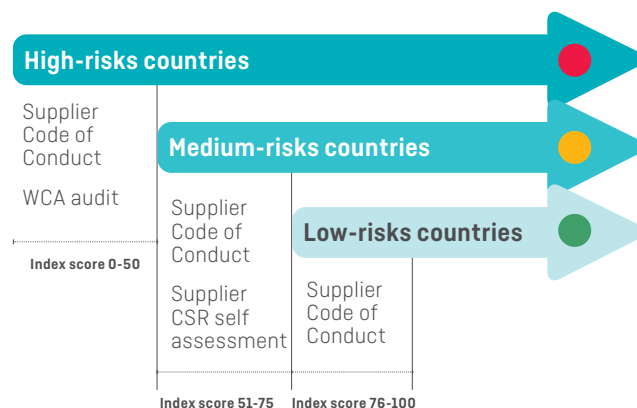 High-risks countries
Supplier
Code of
Conduct
WCA audit
Index score 0-50
Medium-risks countries
Supplier
Code of
Conduct
Supplier
CSR self
assessment
Index score 51-75
Low-risks countries
Supplier
Code of
Conduct
Index score 76-100